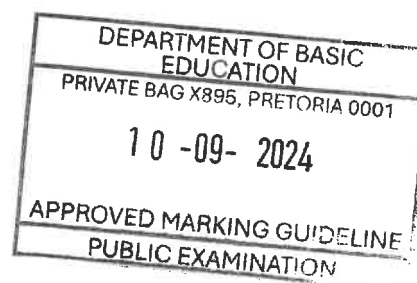 DEPARTMENT OF BASIC
EDUCATION
PRIVATE BAG X895, PRETORIA 0001
10 -09- 2024
APPROVED MARKING GUIDELINE
PUBLIC EXAMINATION